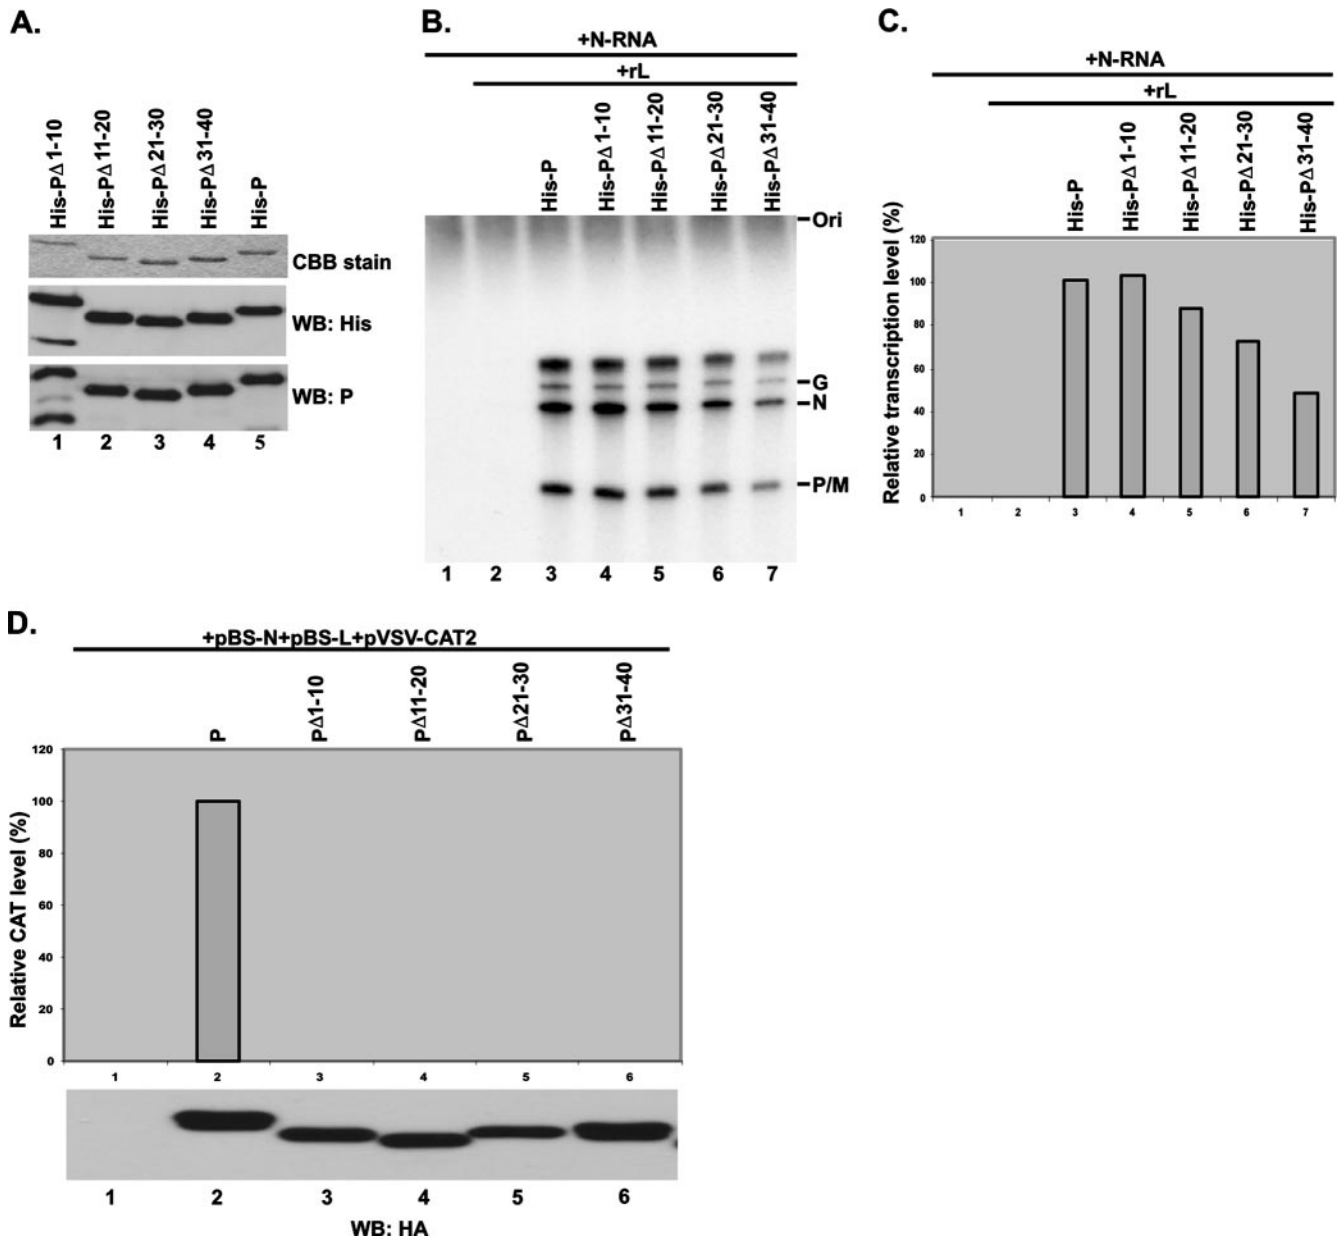 A.
His-PΔ1-10
His-PΔ11-20
His-PΔ21-30
His-PΔ31-40
His-P
CBB stain
WB: His
WB: P
1 2 3 4 5
B.
+N-RNA
+rL
His-P
His-PΔ1-10
His-PΔ11-20
His-PΔ21-30
His-PΔ31-40
Ori
G
N
P/M
1 2 3 4 5 6 7
C.
+N-RNA
+rL
His-P
His-PΔ1-10
His-PΔ11-20
His-PΔ21-30
His-PΔ31-40
Relative transcription level (%)
120
100
80
60
40
20
0
1 2 3 4 5 6 7
D.
+pBS-N+pBS-L+pVSV-CAT2
P
PΔ1-10
PΔ11-20
PΔ21-30
PΔ31-40
Relative CAT level (%)
120
100
80
60
40
20
0
1 2 3 4 5 6
1 2 3 4 5 6
WB: HA